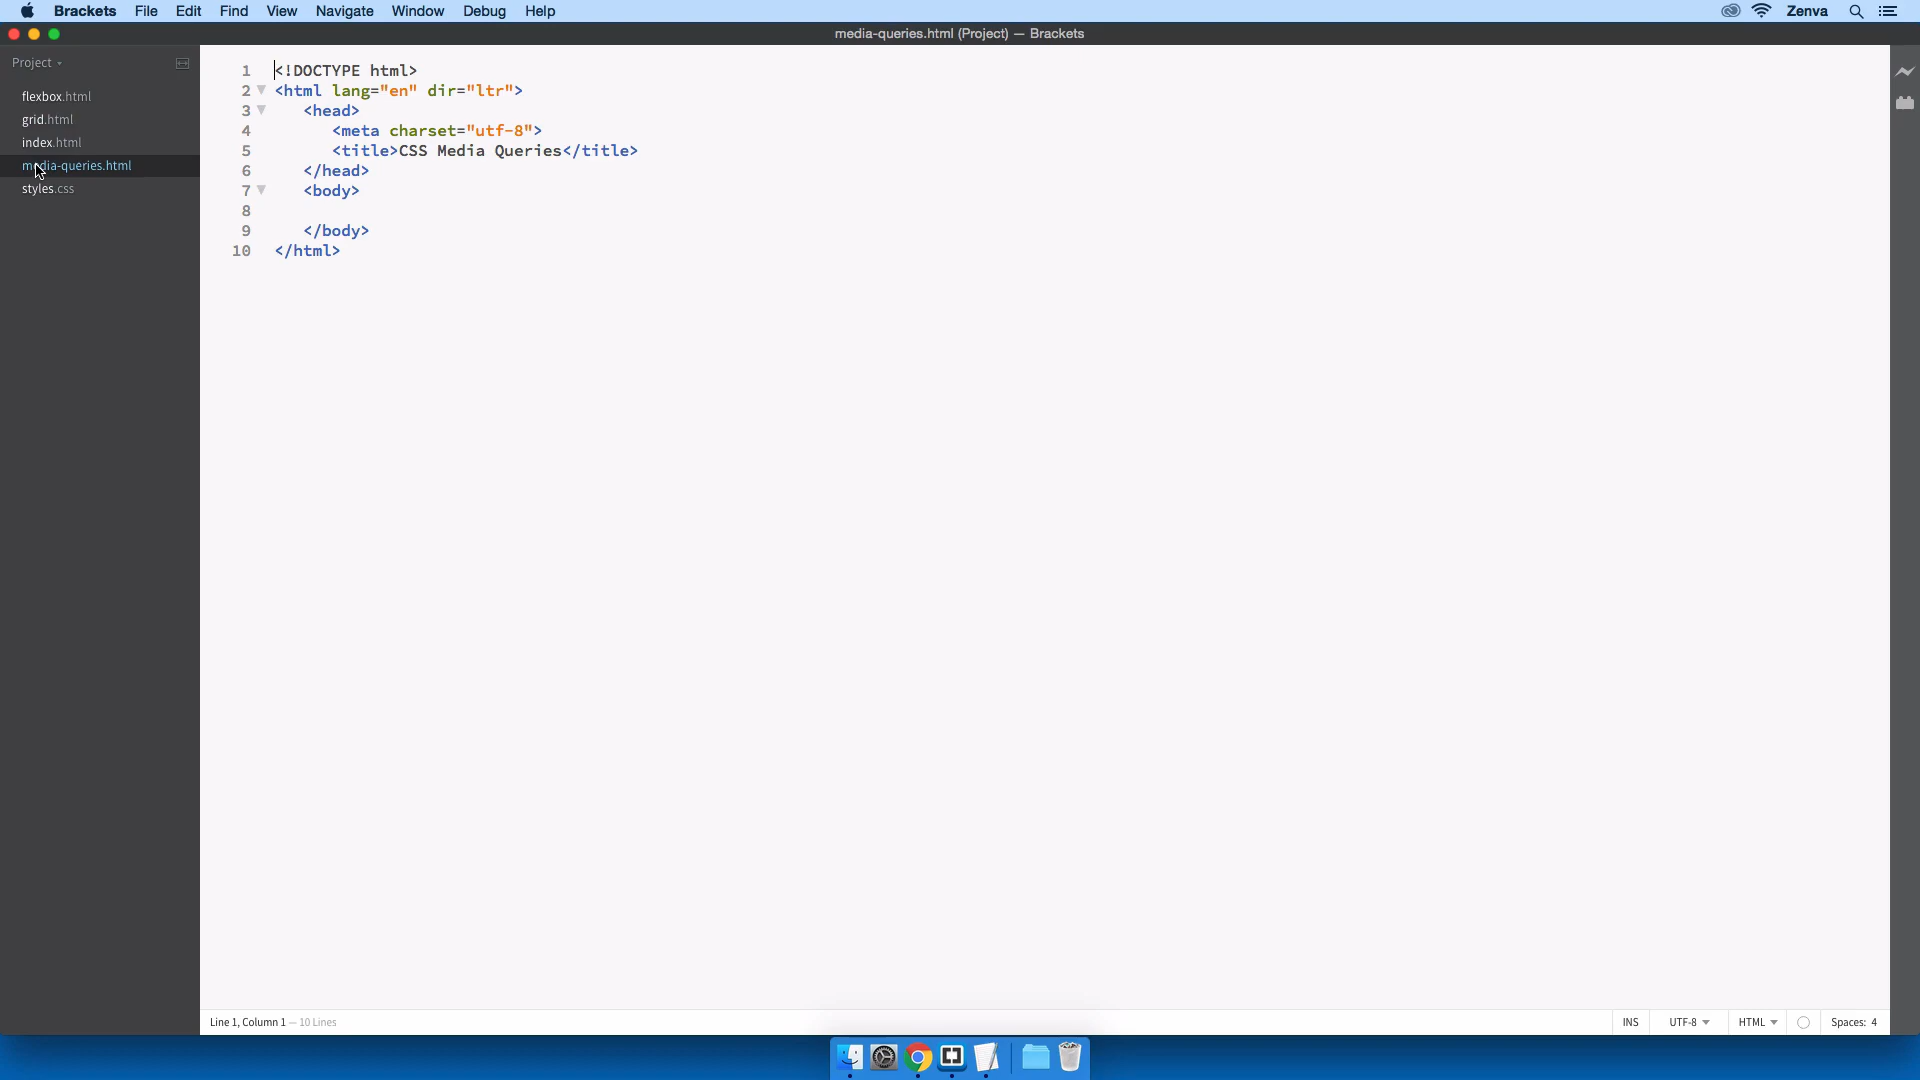 Brackets File Edit Find View Navigate Window Debug Help Zenva
media-queries.html (Project) — Brackets
Project
flexbox.html
grid.html
index.html
media-queries.html
styles.css
1 <!DOCTYPE html>
2 <html lang="en" dir="ltr">
3 <head>
4 <meta charset="utf-8">
5 <title>CSS Media Queries</title>
6 </head>
7 <body>
8
9 </body>
10 </html>
Line 1, Column 1 — 10 Lines INS UTF-8 HTML Spaces: 4